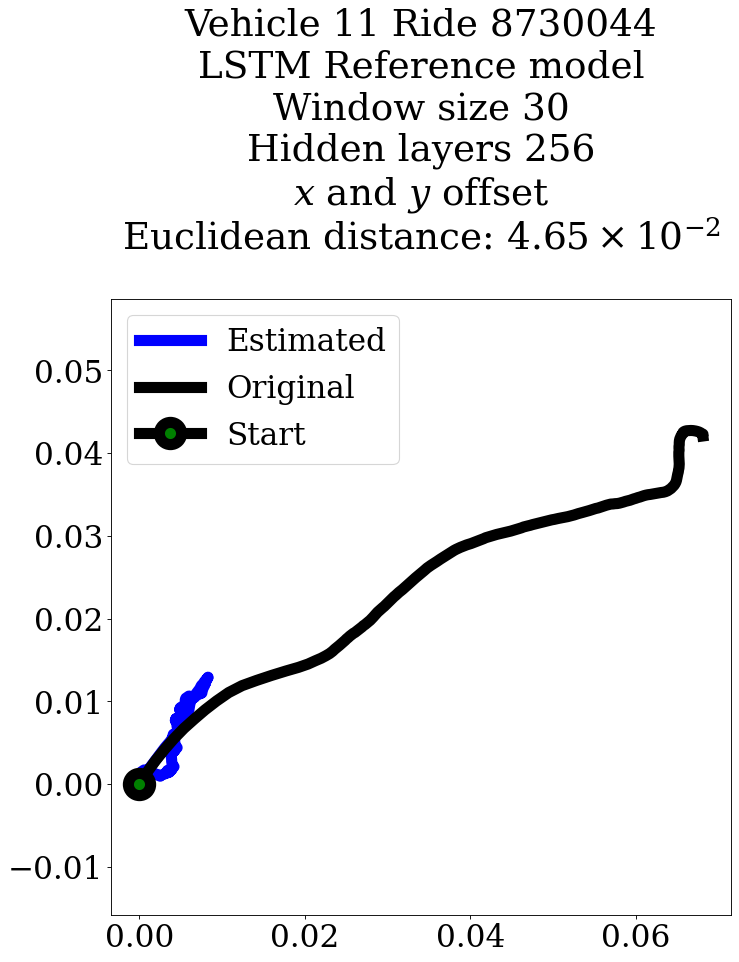 Vehicle 11 Ride 8730044
LSTM Reference model
Window size 30
Hidden layers 256
x and y offset
Euclidean distance: 4.65 × 10⁻²
Estimated
Original
Start
0.05
0.04
0.03
0.02
0.01
0.00
−0.01
0.00 0.02 0.04 0.06